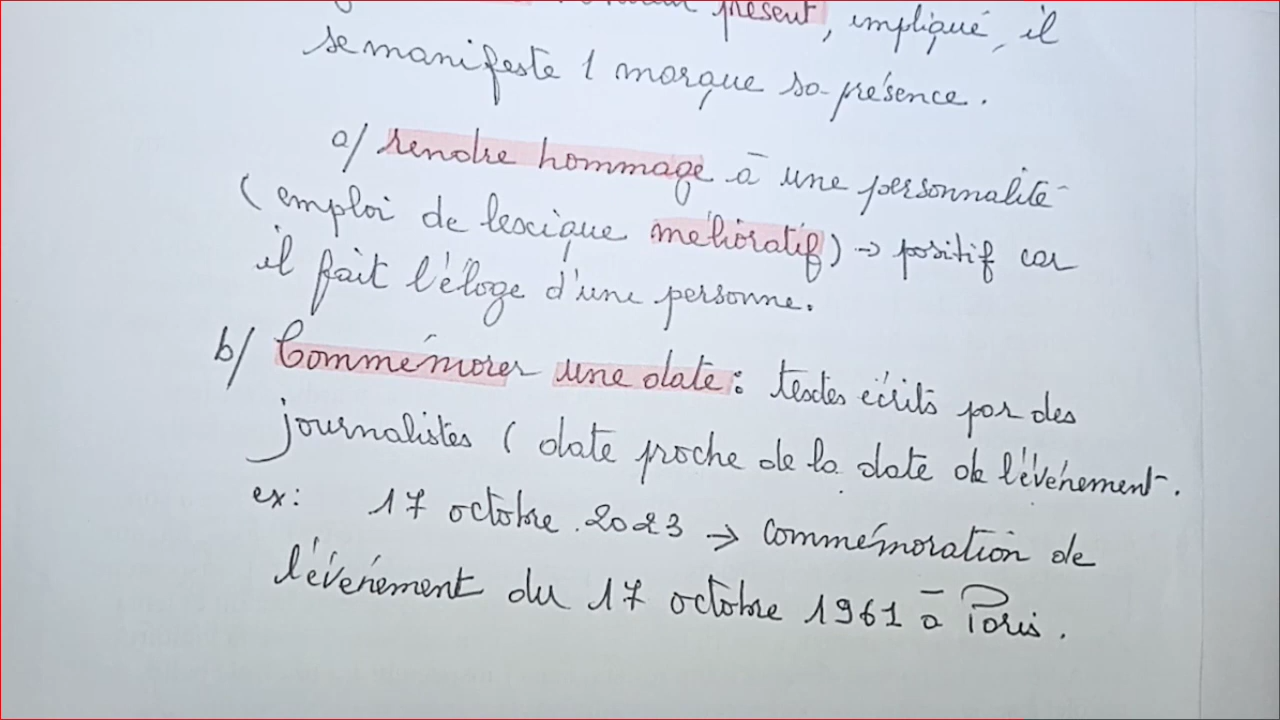 présent, impliqué, il
se manifeste / marque sa présence.
a/ rendre hommage à une personnalité
(emploi de lexique mélioratif) → positif car
il fait l'éloge d'une personne.
b/ Commémorer une date : textes écrits par des
journalistes ( date proche de la date de l'événement.
ex: 17 octobre 2023 → commémoration de
l'événement du 17 octobre 1961 à Paris.